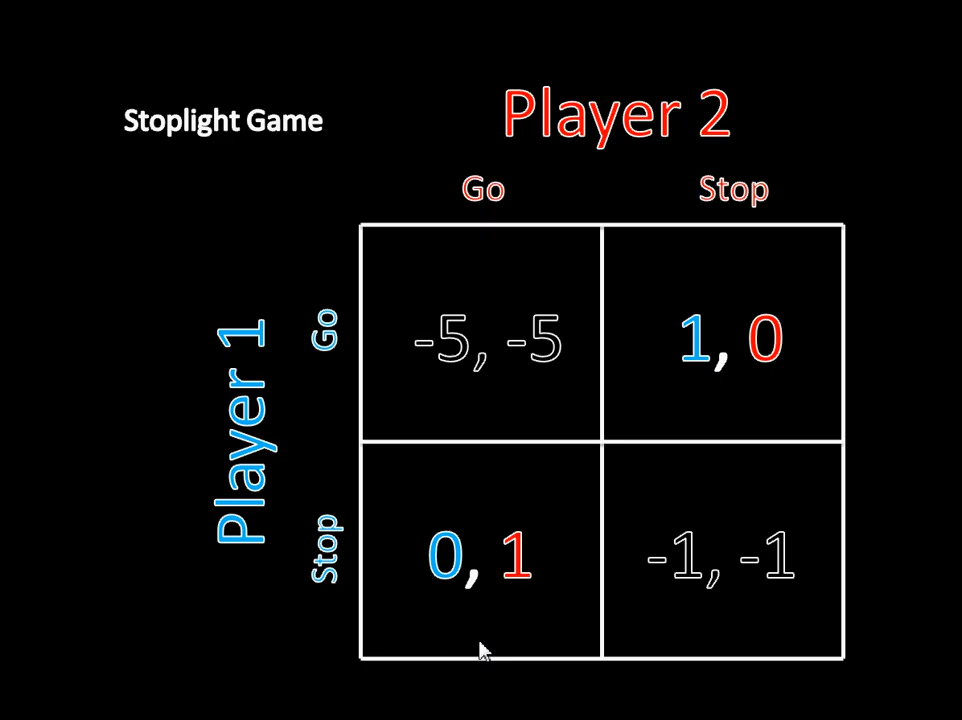 Stoplight Game
Player 2
Go
Stop
Player 1
Go
-5, -5
1, 0
Stop
0, 1
-1, -1